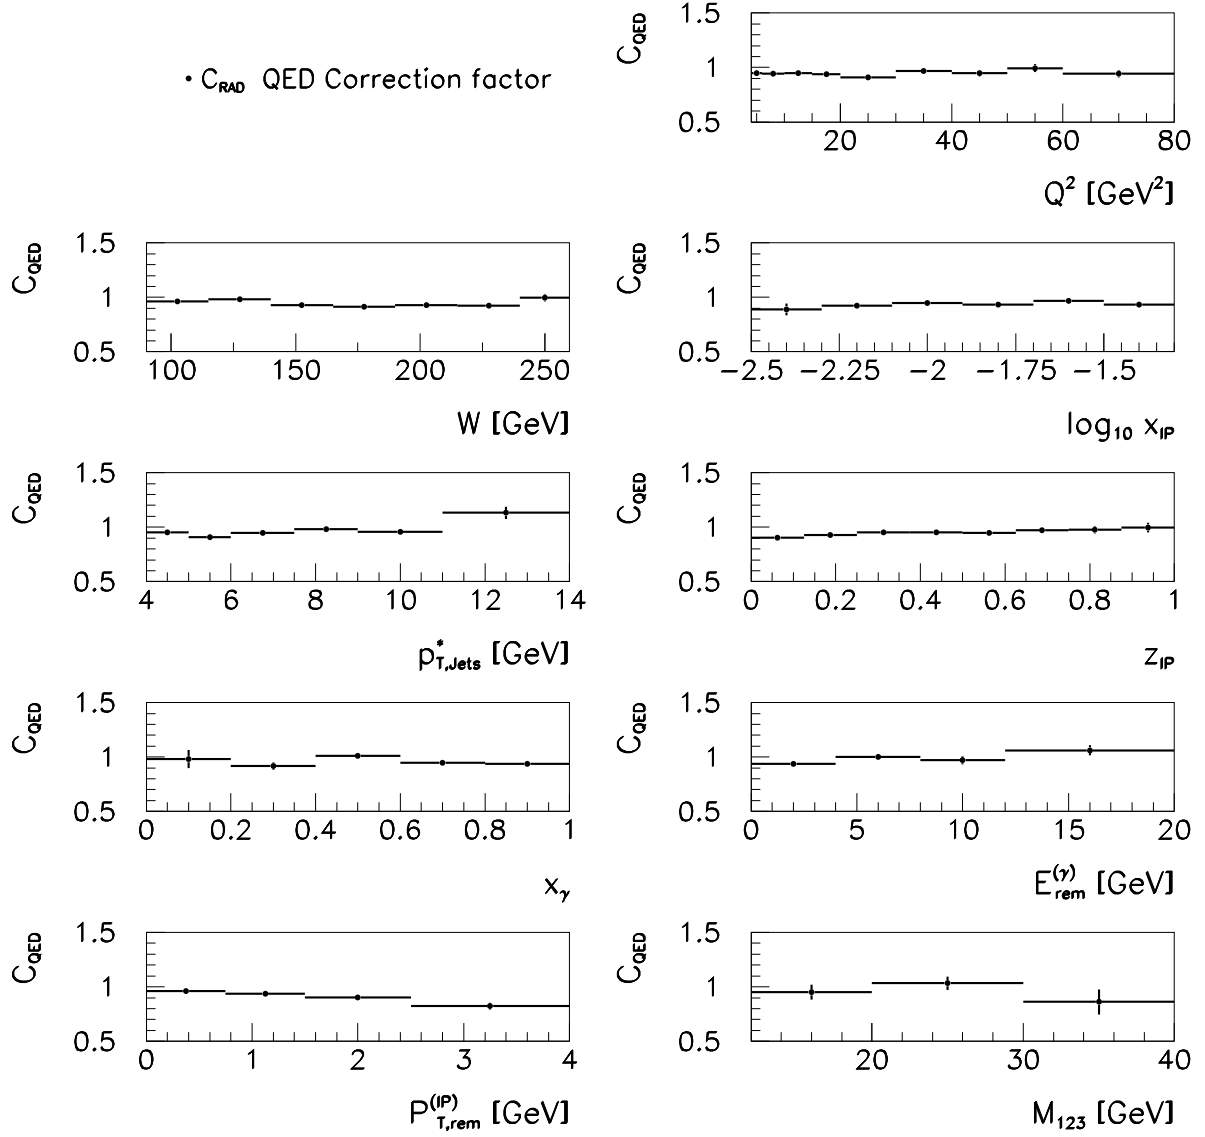 • C_RAD QED Correction factor
C_QED
1.5
1
0.5
20 40 60 80
Q² [GeV²]
C_QED
1.5
1
0.5
100 150 200 250
W [GeV]
C_QED
1.5
1
0.5
−2.5 −2.25 −2 −1.75 −1.5
log₁₀ x_IP
C_QED
1.5
1
0.5
4 6 8 10 12 14
p*_T,Jets [GeV]
C_QED
1.5
1
0.5
0 0.2 0.4 0.6 0.8 1
z_IP
C_QED
1.5
1
0.5
0 0.2 0.4 0.6 0.8 1
x_γ
C_QED
1.5
1
0.5
0 5 10 15 20
E_rem^(γ) [GeV]
C_QED
1.5
1
0.5
0 1 2 3 4
P_T,rem^(IP) [GeV]
C_QED
1.5
1
0.5
20 30 40
M₁₂₃ [GeV]